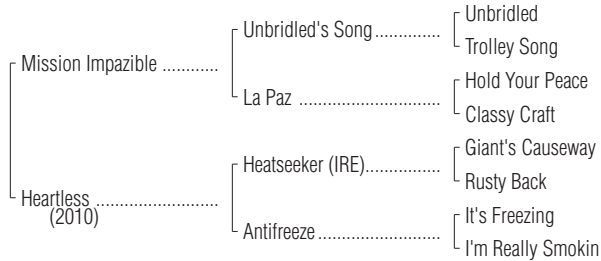 Unbridled
Unbridled's Song..............
Trolley Song
Mission Impazible ............
Hold Your Peace
La Paz ..............................
Classy Craft
Giant's Causeway
Heatseeker (IRE)................
Rusty Back
Heartless ..........................
(2010)
It's Freezing
Antifreeze..........................
I'm Really Smokin